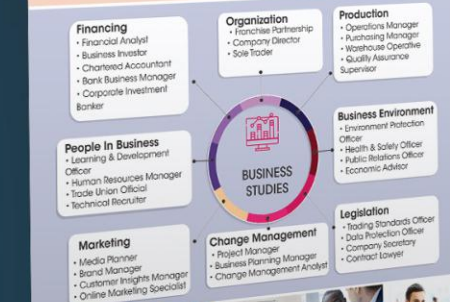 Financing
• Financial Analyst
• Business Investor
• Chartered Accountant
• Bank Business Manager
• Corporate Investment
Banker
Organization
• Franchise Partnership
• Company Director
• Sole Trader
Production
• Operations Manager
• Purchasing Manager
• Warehouse Operative
• Quality Assurance
Supervisor
People In Business
• Learning & Development
Officer
• Human Resources Manager
• Trade Union Official
• Technical Recruiter
BUSINESS
STUDIES
Business Environment
• Environment Protection
Officer
• Health & Safety Officer
• Public Relations Officer
• Economic Advisor
Marketing
• Media Planner
• Brand Manager
• Customer Insights Manager
• Online Marketing Specialist
Change Management
• Project Manager
• Business Planning Manager
• Change Management Analyst
Legislation
• Trading Standards Officer
• Data Protection Officer
• Company Secretary
• Contract Lawyer